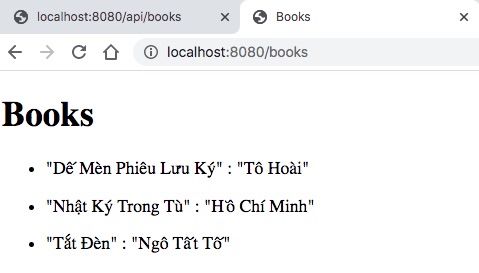 localhost:8080/api/books
Books
localhost:8080/books
Books
"Dế Mèn Phiêu Lưu Ký" : "Tô Hoài"
"Nhật Ký Trong Tù" : "Hồ Chí Minh"
"Tắt Đèn" : "Ngô Tất Tố"